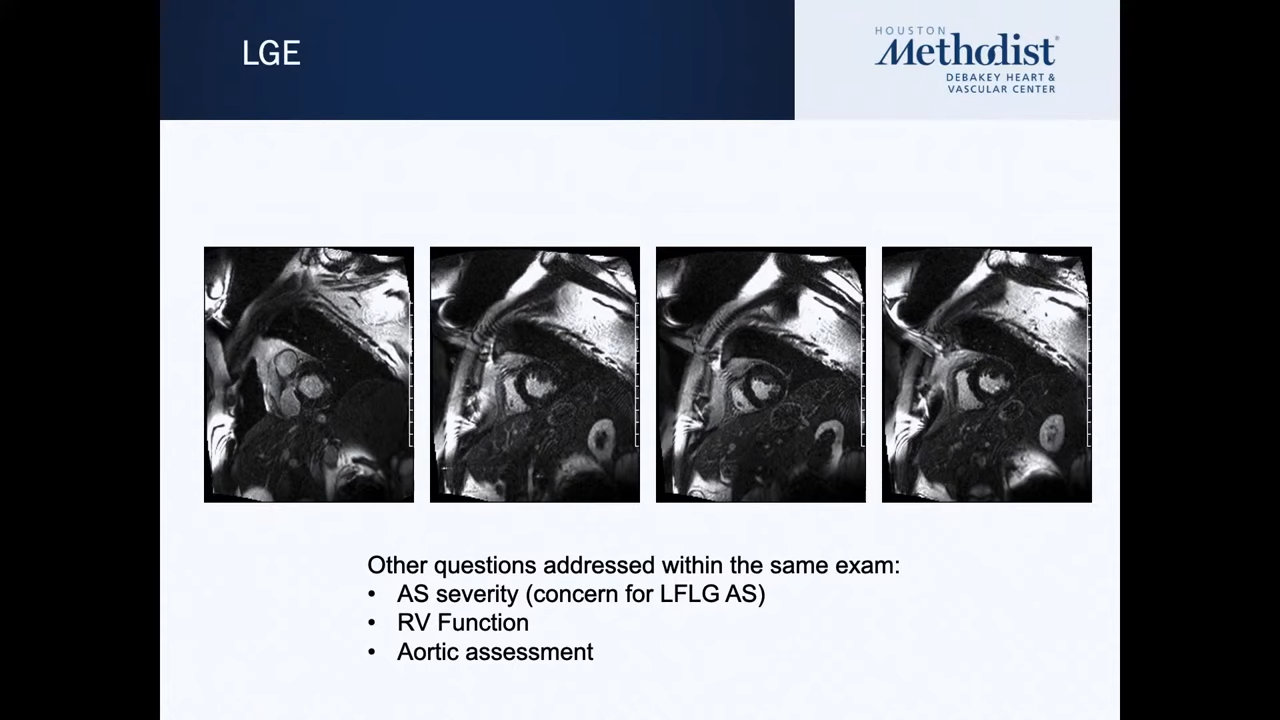 LGE
HOUSTON
Methodist®
DEBAKEY HEART &
VASCULAR CENTER
Other questions addressed within the same exam:
• AS severity (concern for LFLG AS)
• RV Function
• Aortic assessment